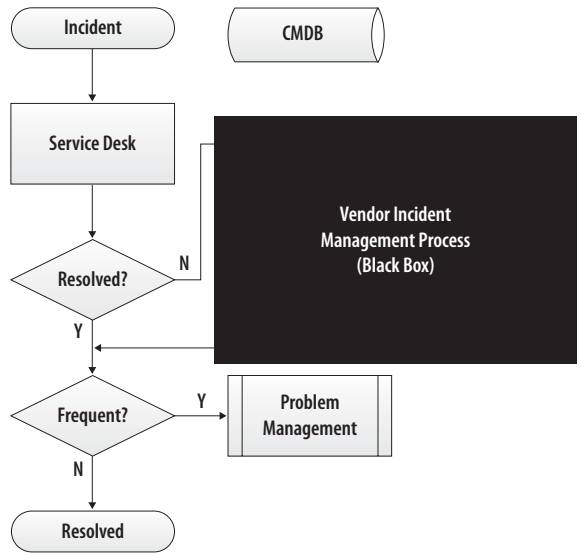 Incident
CMDB
Service Desk
Vendor Incident
Management Process
(Black Box)
Resolved?
N
Y
Frequent?
Y
Problem
Management
N
Resolved